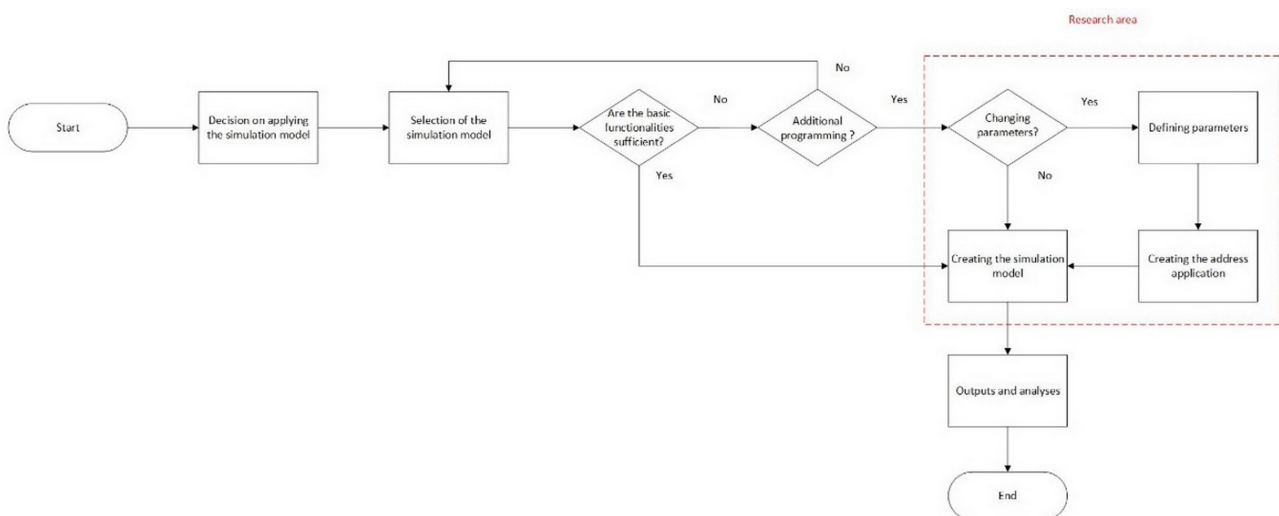 Research area
Start
Decision on applying
the simulation model
Selection of the
simulation model
Are the basic
functionalities
sufficient?
No
Yes
Additional
programming ?
No
Yes
Changing
parameters?
Yes
No
Defining parameters
Creating the simulation
model
Creating the address
application
Outputs and analyses
End